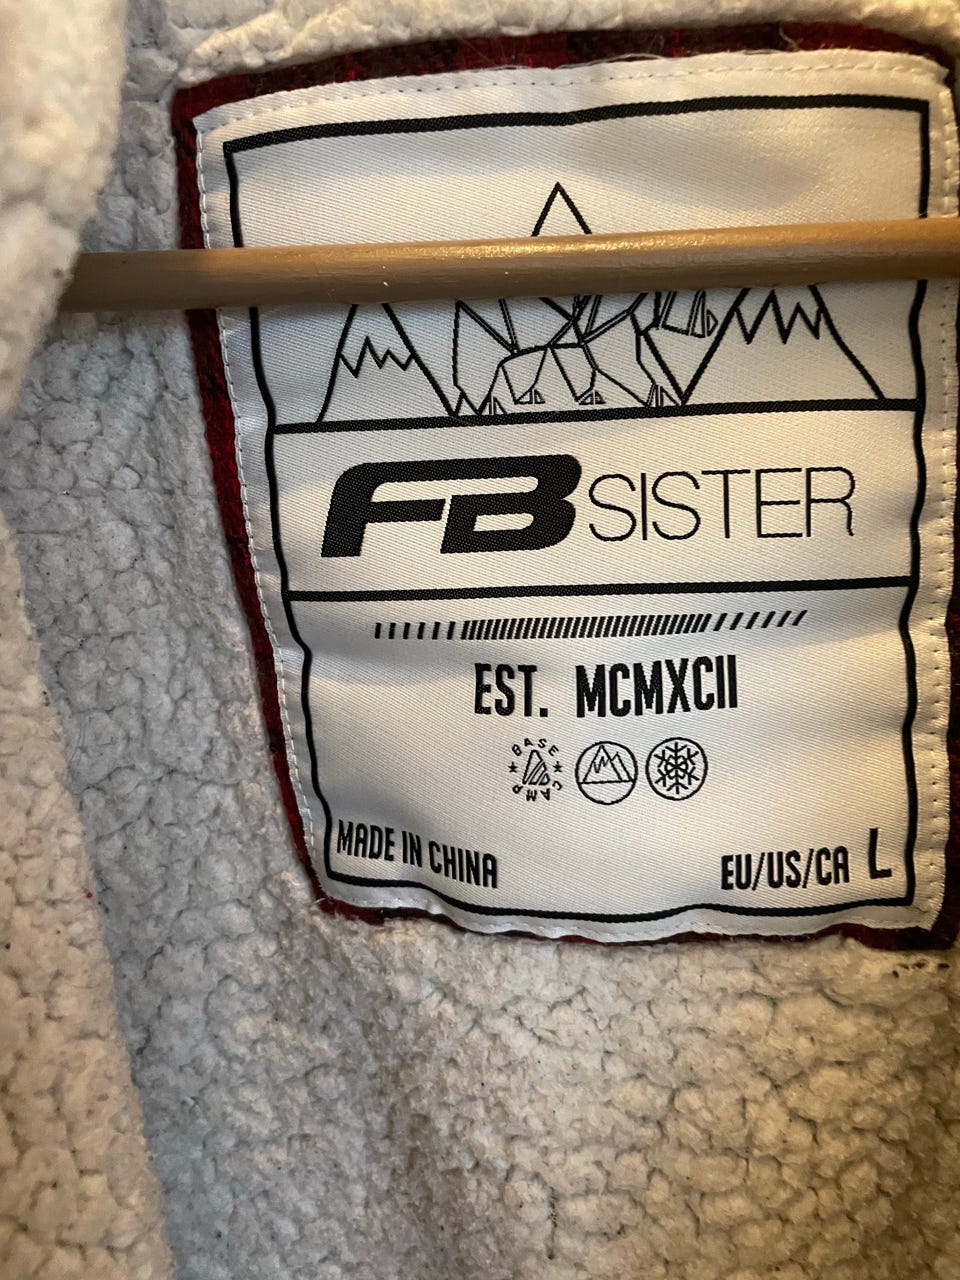 FB SISTER
EST. MCMXCII
BASE CAMP
MADE IN CHINA
EU/US/CA L